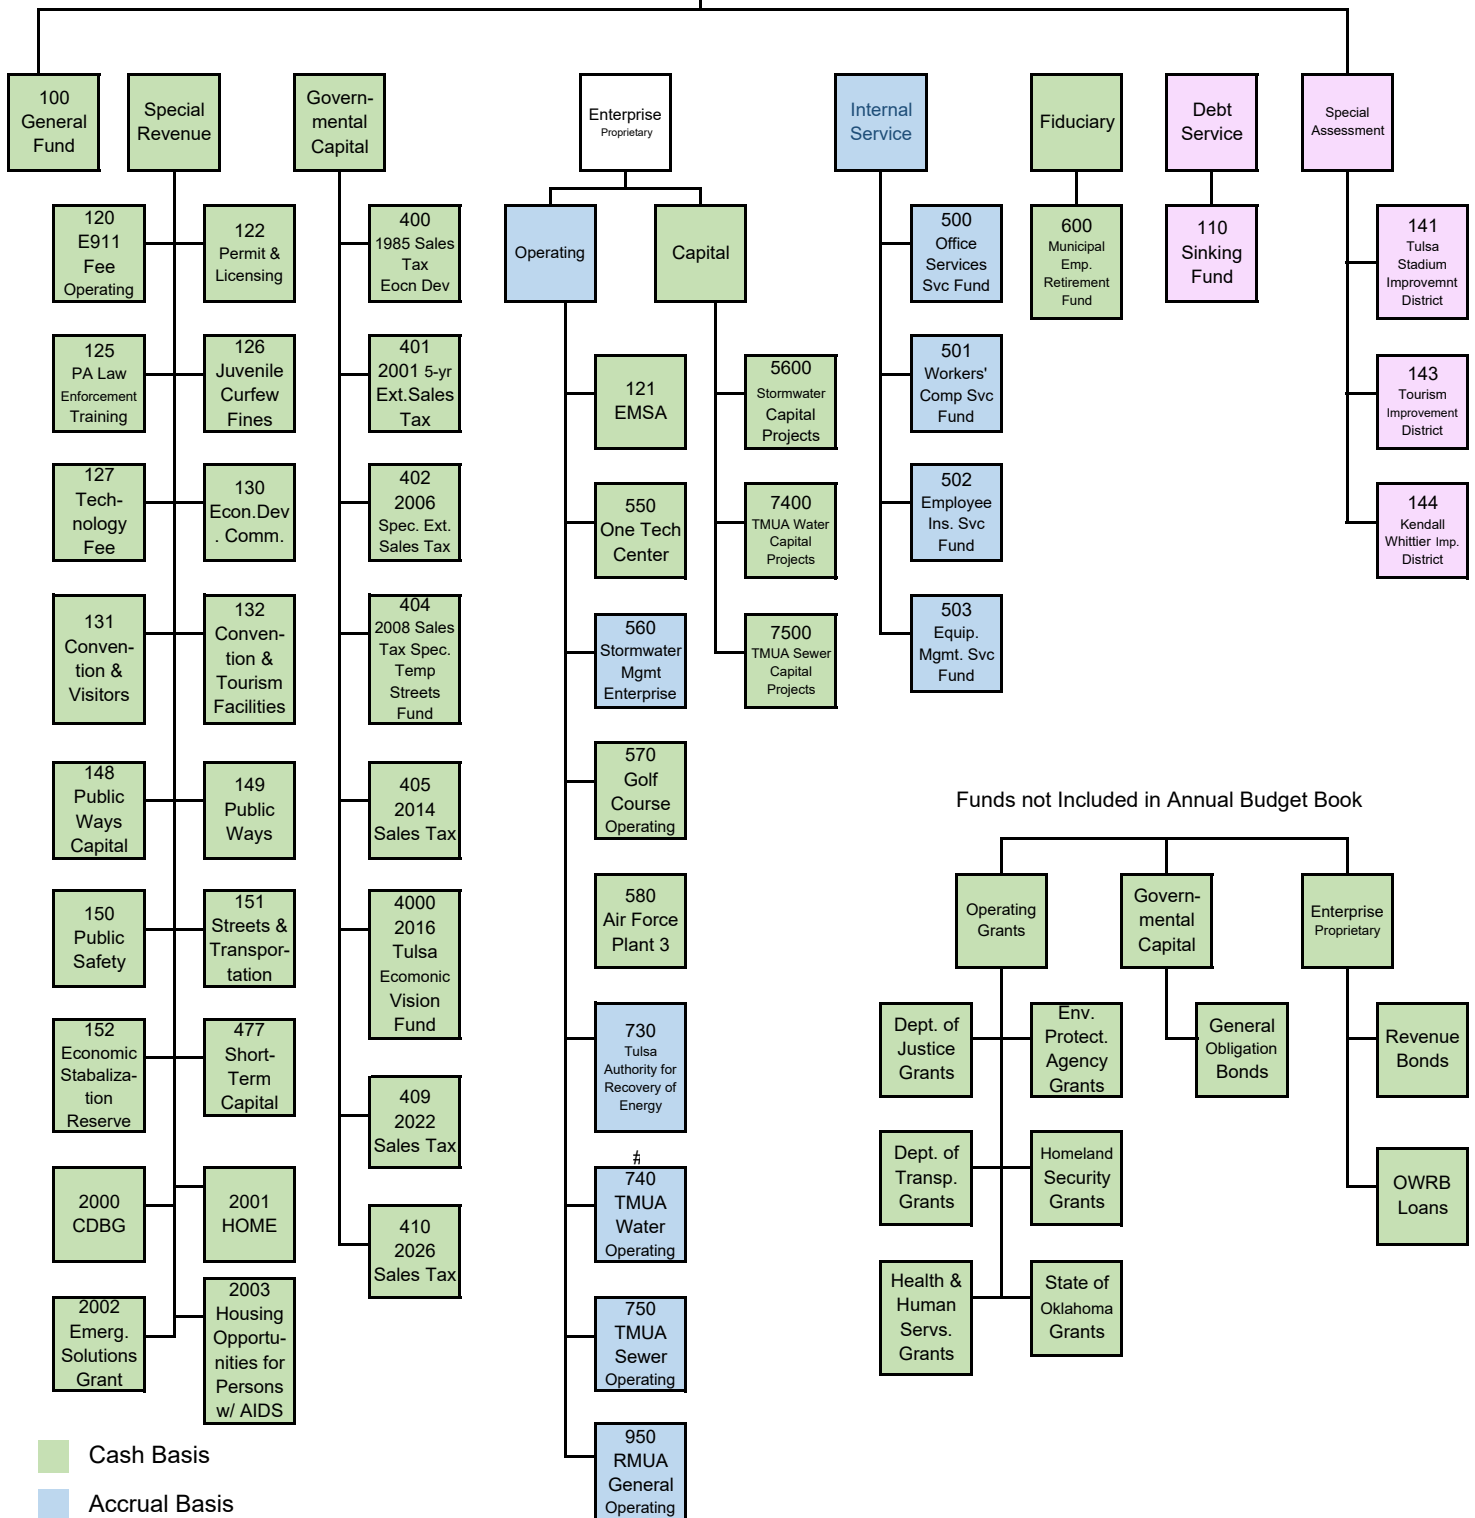 100
General
Fund
Special
Revenue
Govern-
mental
Capital
Enterprise
Proprietary
Internal
Service
Fiduciary
Debt
Service
Special
Assessment
120
E911
Fee
Operating
122
Permit &
Licensing
400
1985 Sales
Tax
Eocn Dev
Operating
Capital
500
Office
Services
Svc Fund
600
Municipal
Emp.
Retirement
Fund
110
Sinking
Fund
141
Tulsa
Stadium
Improvemnt
District
125
PA Law
Enforcement
Training
126
Juvenile
Curfew
Fines
401
2001 5-yr
Ext.Sales
Tax
121
EMSA
5600
Stormwater
Capital
Projects
501
Workers'
Comp Svc
Fund
143
Tourism
Improvement
District
127
Tech-
nology
Fee
130
Econ.Dev
. Comm.
402
2006
Spec. Ext.
Sales Tax
550
One Tech
Center
7400
TMUA Water
Capital
Projects
502
Employee
Ins. Svc
Fund
144
Kendall
Whittier Imp.
District
131
Conven-
tion &
Visitors
132
Conven-
tion &
Tourism
Facilities
404
2008 Sales
Tax Spec.
Temp
Streets
Fund
560
Stormwater
Mgmt
Enterprise
7500
TMUA Sewer
Capital
Projects
503
Equip.
Mgmt. Svc
Fund
148
Public
Ways
Capital
149
Public
Ways
405
2014
Sales Tax
570
Golf
Course
Operating
Funds not Included in Annual Budget Book
150
Public
Safety
151
Streets &
Transpor-
tation
4000
2016
Tulsa
Ecomonic
Vision
Fund
580
Air Force
Plant 3
Operating
Grants
Govern-
mental
Capital
Enterprise
Proprietary
152
Economic
Stabaliza-
tion
Reserve
477
Short-
Term
Capital
409
2022
Sales Tax
730
Tulsa
Authority for
Recovery of
Energy
Dept. of
Justice
Grants
Env.
Protect.
Agency
Grants
General
Obligation
Bonds
Revenue
Bonds
2000
CDBG
2001
HOME
410
2026
Sales Tax
740
TMUA
Water
Operating
Dept. of
Transp.
Grants
Homeland
Security
Grants
OWRB
Loans
2002
Emerg.
Solutions
Grant
2003
Housing
Opportu-
nities for
Persons
w/ AIDS
750
TMUA
Sewer
Operating
Health &
Human
Servs.
Grants
State of
Oklahoma
Grants
950
RMUA
General
Operating
Cash Basis
Accrual Basis